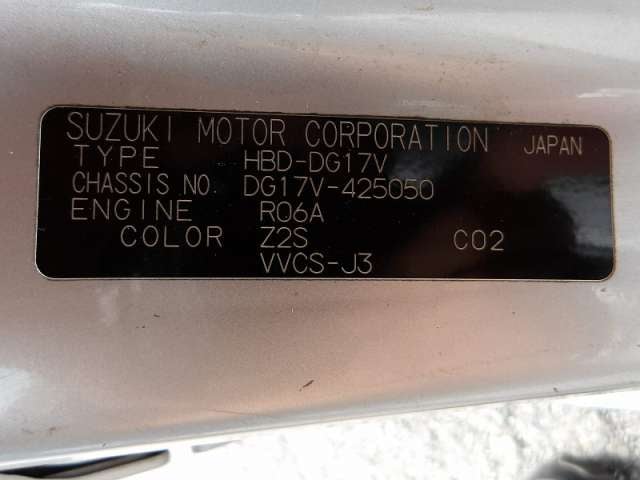 SUZUKI MOTOR CORPORATION JAPAN
TYPE HBD-DG17V
CHASSIS NO. DG17V-425050
ENGINE R06A
COLOR Z2S C02
VVCS-J3